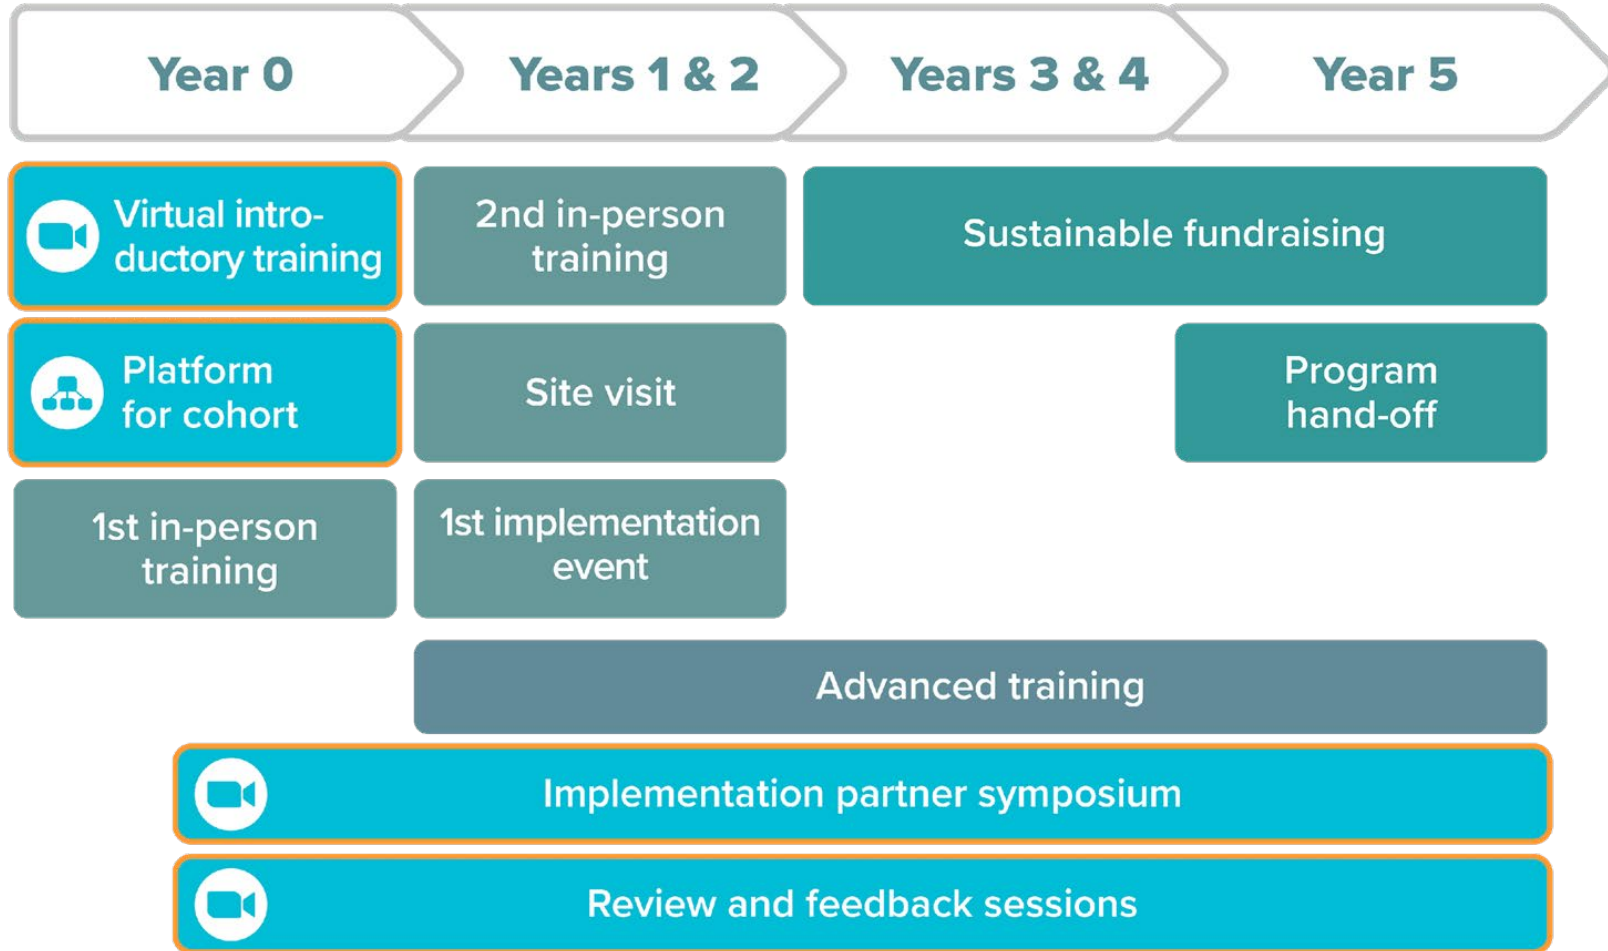 Year 0
Years 1 & 2
Years 3 & 4
Year 5
Virtual intro-
ductory training
2nd in-person
training
Sustainable fundraising
Platform
for cohort
Site visit
Program
hand-off
1st in-person
training
1st implementation
event
Advanced training
Implementation partner symposium
Review and feedback sessions